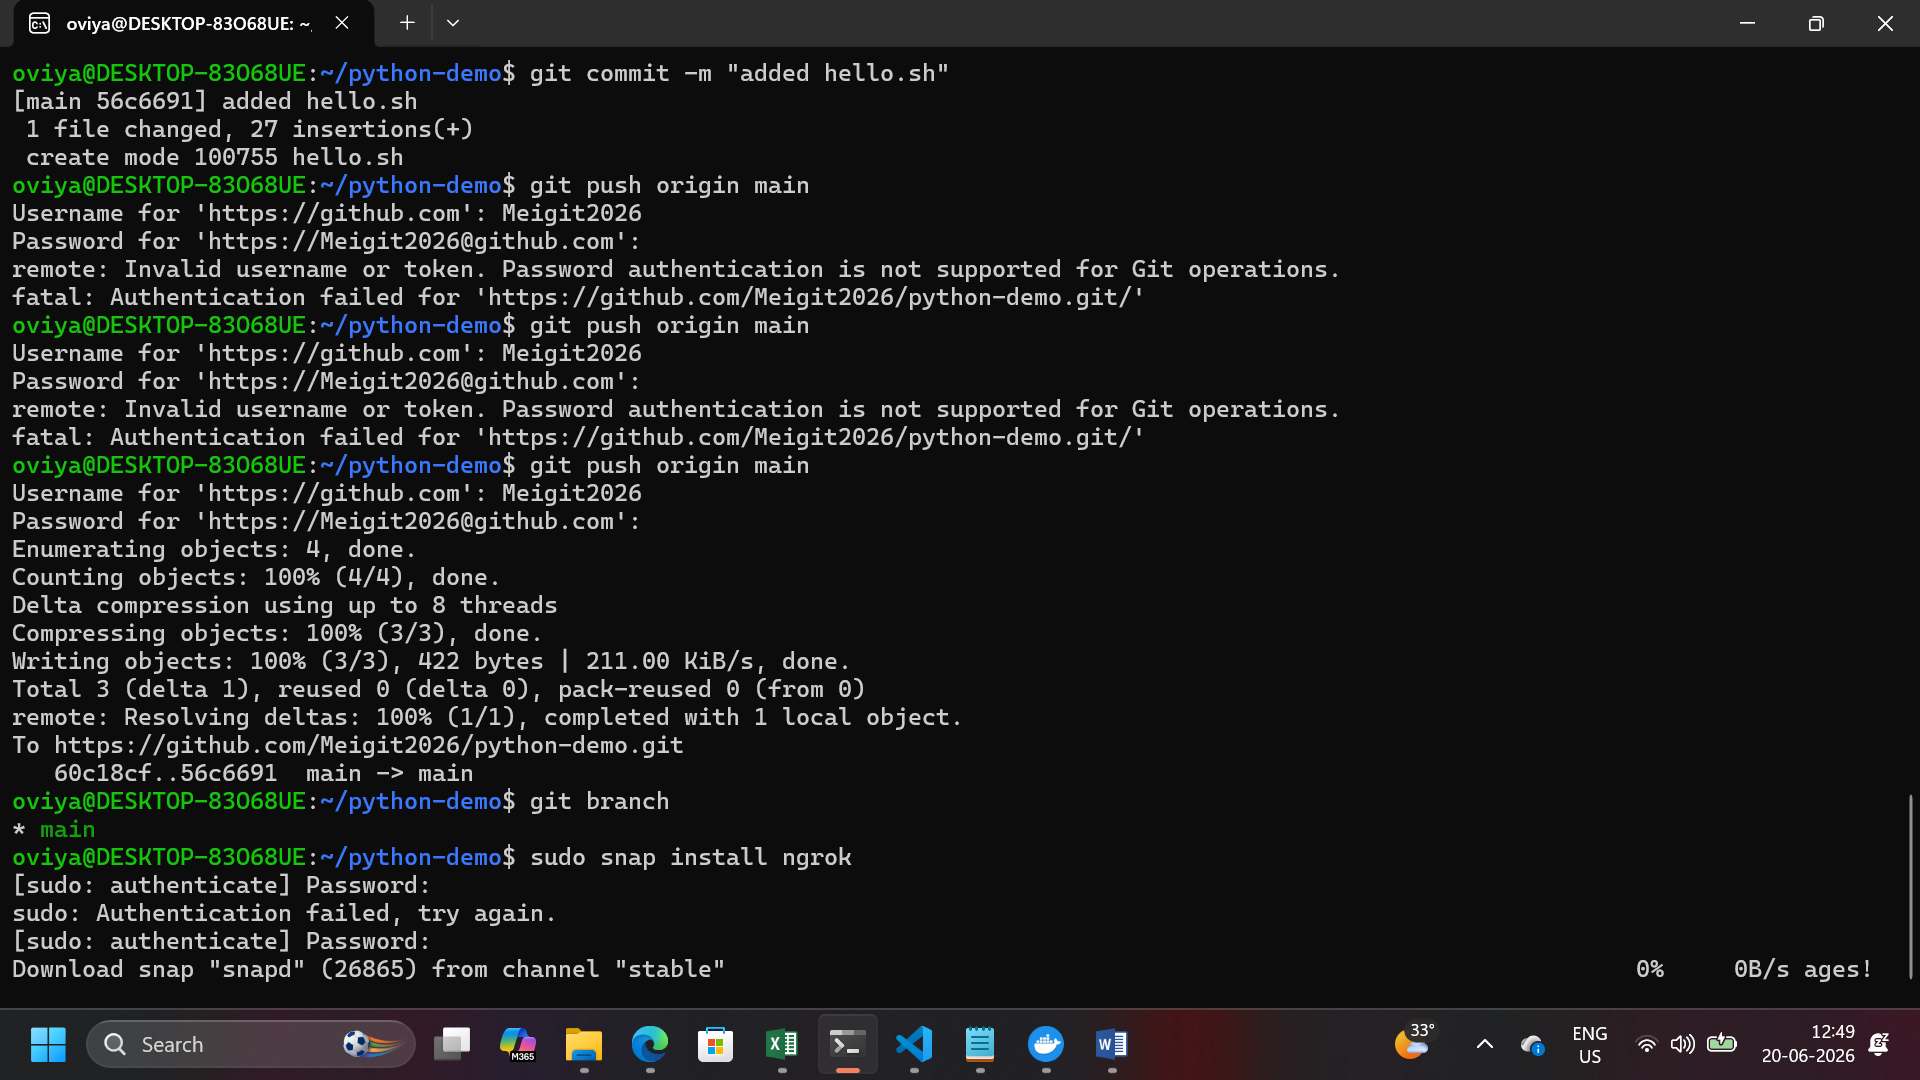 oviya@DESKTOP-83O68UE: ~
oviya@DESKTOP-83O68UE:~/python-demo$ git commit -m "added hello.sh"
[main 56c6691] added hello.sh
 1 file changed, 27 insertions(+)
 create mode 100755 hello.sh
oviya@DESKTOP-83O68UE:~/python-demo$ git push origin main
Username for 'https://github.com': Meigit2026
Password for 'https://Meigit2026@github.com':
remote: Invalid username or token. Password authentication is not supported for Git operations.
fatal: Authentication failed for 'https://github.com/Meigit2026/python-demo.git/'
oviya@DESKTOP-83O68UE:~/python-demo$ git push origin main
Username for 'https://github.com': Meigit2026
Password for 'https://Meigit2026@github.com':
remote: Invalid username or token. Password authentication is not supported for Git operations.
fatal: Authentication failed for 'https://github.com/Meigit2026/python-demo.git/'
oviya@DESKTOP-83O68UE:~/python-demo$ git push origin main
Username for 'https://github.com': Meigit2026
Password for 'https://Meigit2026@github.com':
Enumerating objects: 4, done.
Counting objects: 100% (4/4), done.
Delta compression using up to 8 threads
Compressing objects: 100% (3/3), done.
Writing objects: 100% (3/3), 422 bytes | 211.00 KiB/s, done.
Total 3 (delta 1), reused 0 (delta 0), pack-reused 0 (from 0)
remote: Resolving deltas: 100% (1/1), completed with 1 local object.
To https://github.com/Meigit2026/python-demo.git
   60c18cf..56c6691  main -> main
oviya@DESKTOP-83O68UE:~/python-demo$ git branch
* main
oviya@DESKTOP-83O68UE:~/python-demo$ sudo snap install ngrok
[sudo: authenticate] Password:
sudo: Authentication failed, try again.
[sudo: authenticate] Password:
Download snap "snapd" (26865) from channel "stable" 0% 0B/s ages!
Search
M365
33°
ENG
US
12:49
20-06-2026